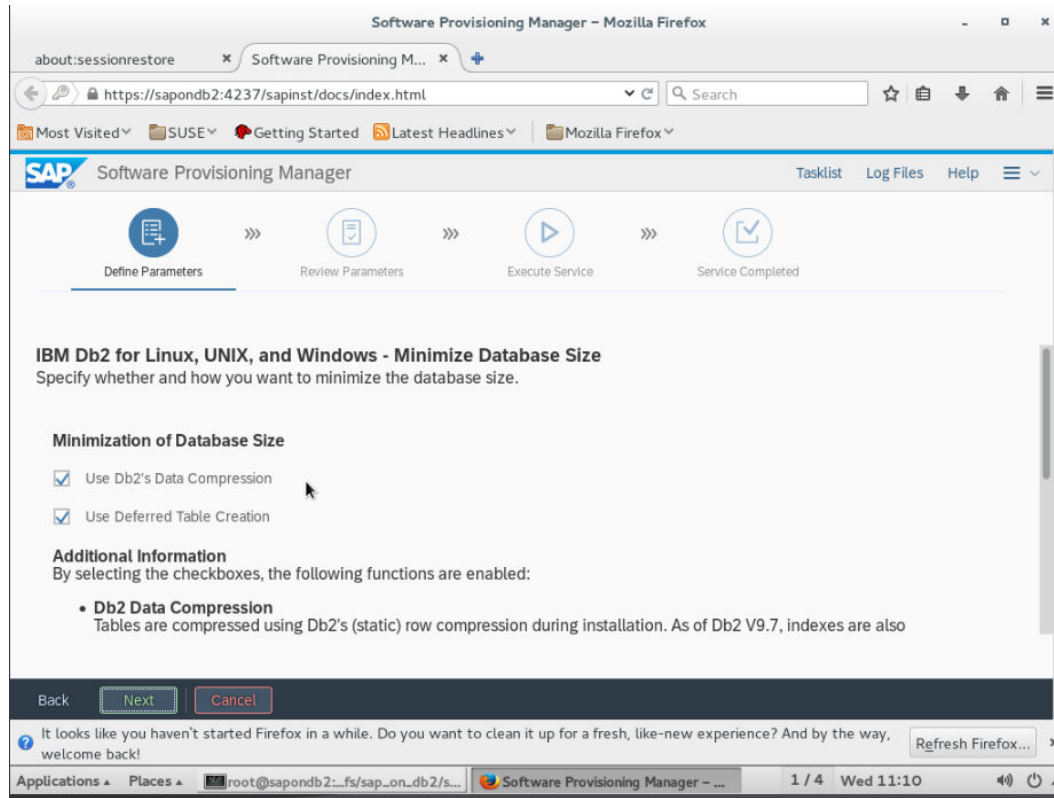 Software Provisioning Manager – Mozilla Firefox
about:sessionrestore
Software Provisioning M...
https://sapondb2:4237/sapinst/docs/index.html
Search
Most Visited
SUSE
Getting Started
Latest Headlines
Mozilla Firefox
SAP
Software Provisioning Manager
Tasklist
Log Files
Help
Define Parameters
Review Parameters
Execute Service
Service Completed
IBM Db2 for Linux, UNIX, and Windows - Minimize Database Size
Specify whether and how you want to minimize the database size.
Minimization of Database Size
Use Db2's Data Compression
Use Deferred Table Creation
Additional Information
By selecting the checkboxes, the following functions are enabled:
• Db2 Data Compression
Tables are compressed using Db2's (static) row compression during installation. As of Db2 V9.7, indexes are also
Back
Next
Cancel
It looks like you haven't started Firefox in a while. Do you want to clean it up for a fresh, like-new experience? And by the way,
welcome back!
Refresh Firefox...
Applications
Places
root@sapondb2:...fs/sap_on_db2/s...
Software Provisioning Manager – ...
1 / 4
Wed 11:10